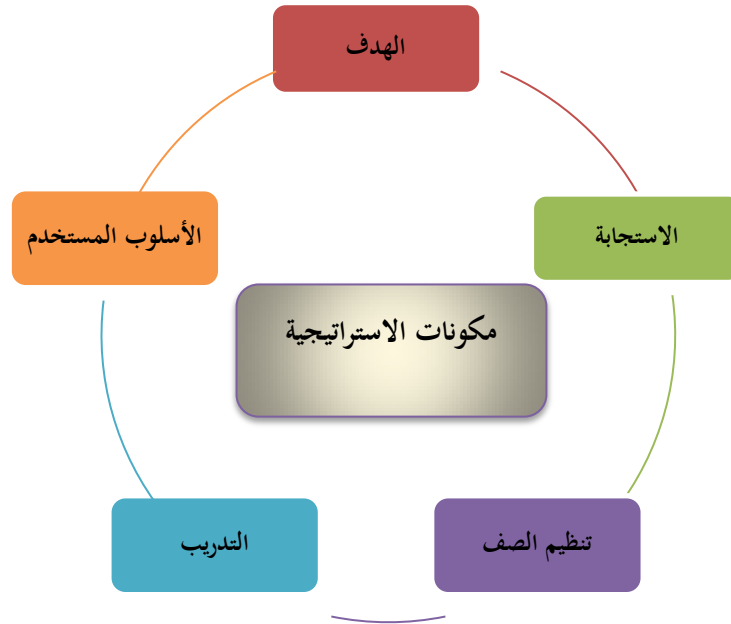 الهدف
الاستجابة
الأسلوب المستخدم
مكونات الاستراتيجية
تنظيم الصف
التدريب